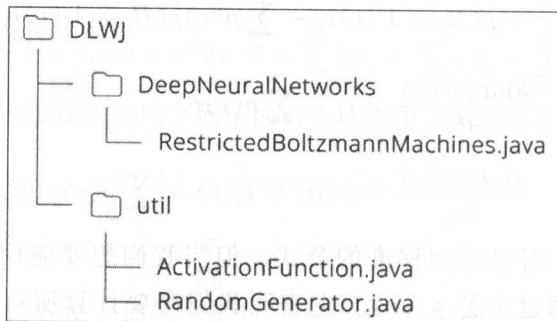 DLWJ
DeepNeuralNetworks
RestrictedBoltzmannMachines.java
util
ActivationFunction.java
RandomGenerator.java